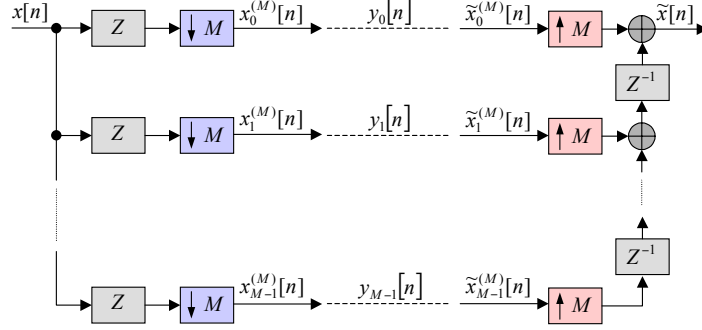 x[n] Z ↓ M x_0^{(M)}[n] y_0[n] x̃_0^{(M)}[n] ↑ M x̃[n]
Z^{-1}
Z ↓ M x_1^{(M)}[n] y_1[n] x̃_1^{(M)}[n] ↑ M
Z^{-1}
Z ↓ M x_{M-1}^{(M)}[n] y_{M-1}[n] x̃_{M-1}^{(M)}[n] ↑ M